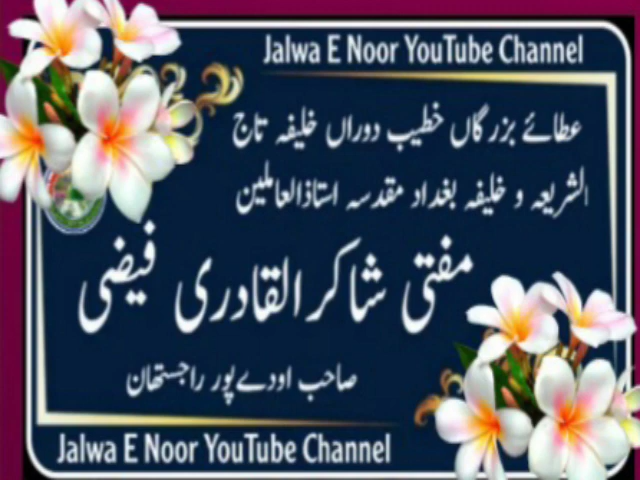 Jalwa E Noor YouTube Channel
عطائے بزرگاں خطیب دوراں خلیفہ تاج
الشریعہ و خلیفہ بغداد مقدسہ استاذالعاملین
مفتی شاکر القادری فیضی
صاحب اودے پور راجستھان
Jalwa E Noor YouTube Channel